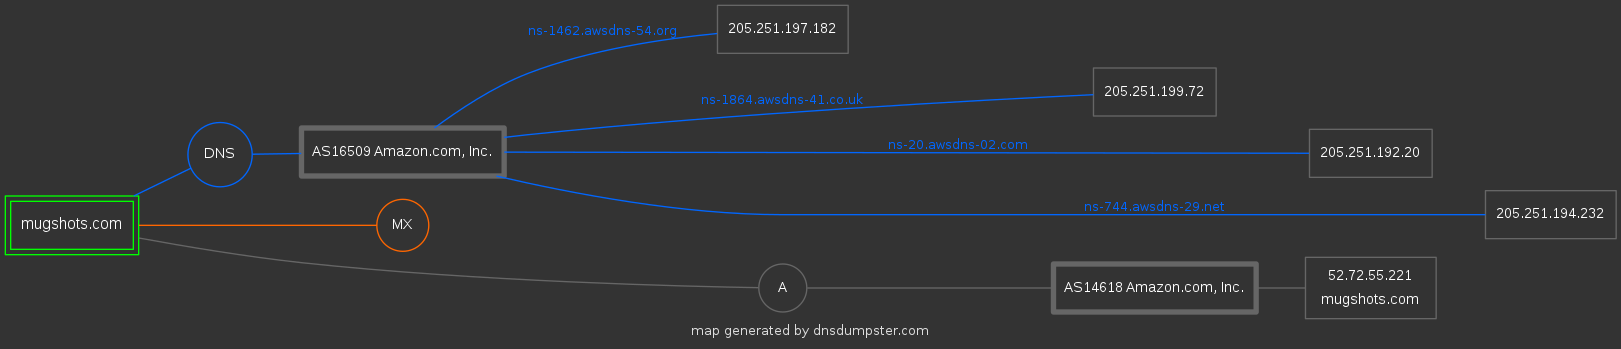 ns-1462.awsdns-54.org
205.251.197.182
ns-1864.awsdns-41.co.uk
205.251.199.72
DNS
AS16509 Amazon.com, Inc.
ns-20.awsdns-02.com
205.251.192.20
mugshots.com
MX
ns-744.awsdns-29.net
205.251.194.232
A
AS14618 Amazon.com, Inc.
52.72.55.221
mugshots.com
map generated by dnsdumpster.com